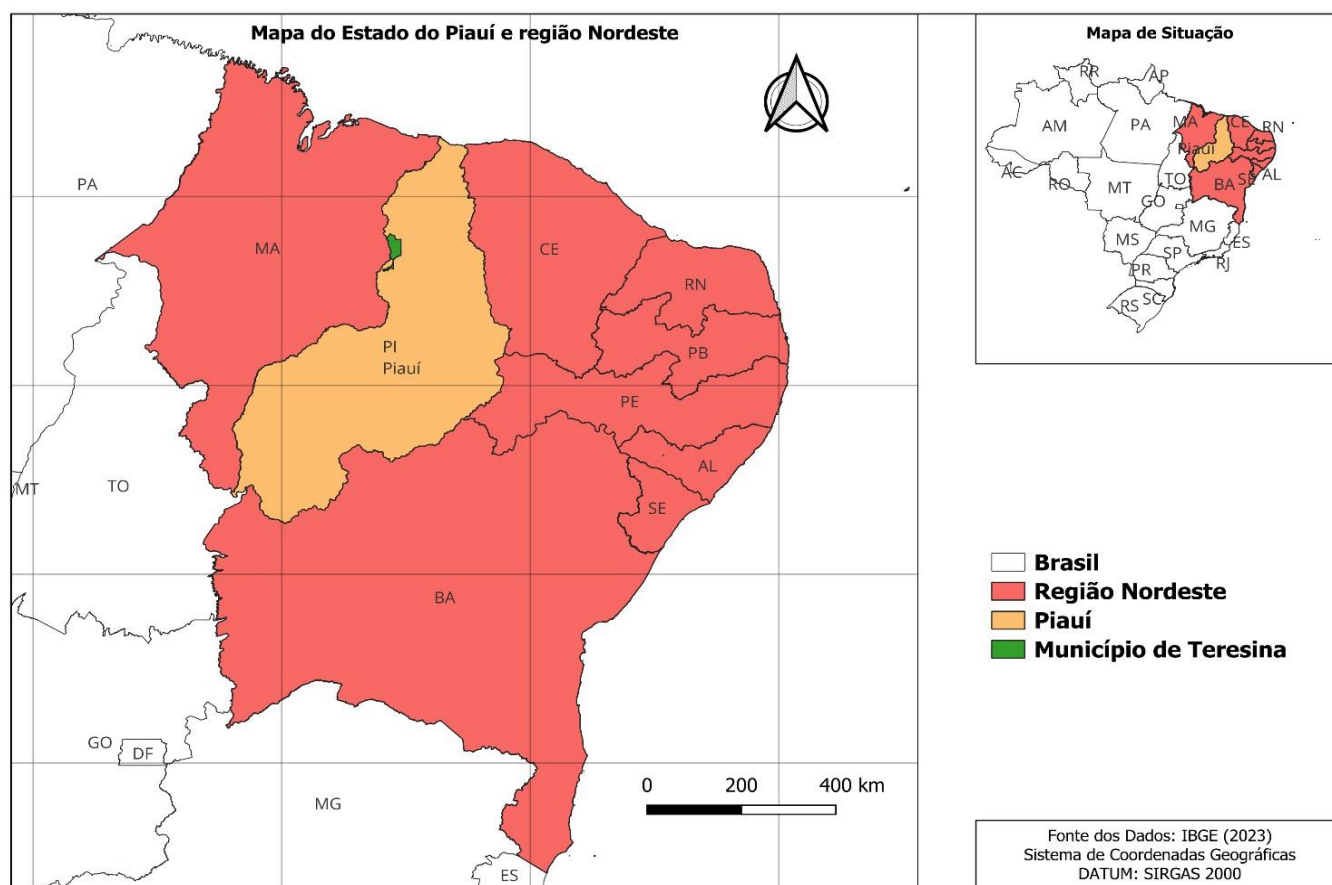 Mapa do Estado do Piauí e região Nordeste
PA
MA
CE
RN
PI
Piauí
PB
PE
AL
MT
TO
SE
BA
GO
DF
MG
ES
0 200 400 km
Mapa de Situação
RR
AP
AM
PA
MA
CE
RN
Piauí
AC
RO
MT
TO
BA
SE
AL
GO
MG
MS
ES
SP
RJ
PR
SC
RS
Brasil
Região Nordeste
Piauí
Município de Teresina
Fonte dos Dados: IBGE (2023)
Sistema de Coordenadas Geográficas
DATUM: SIRGAS 2000